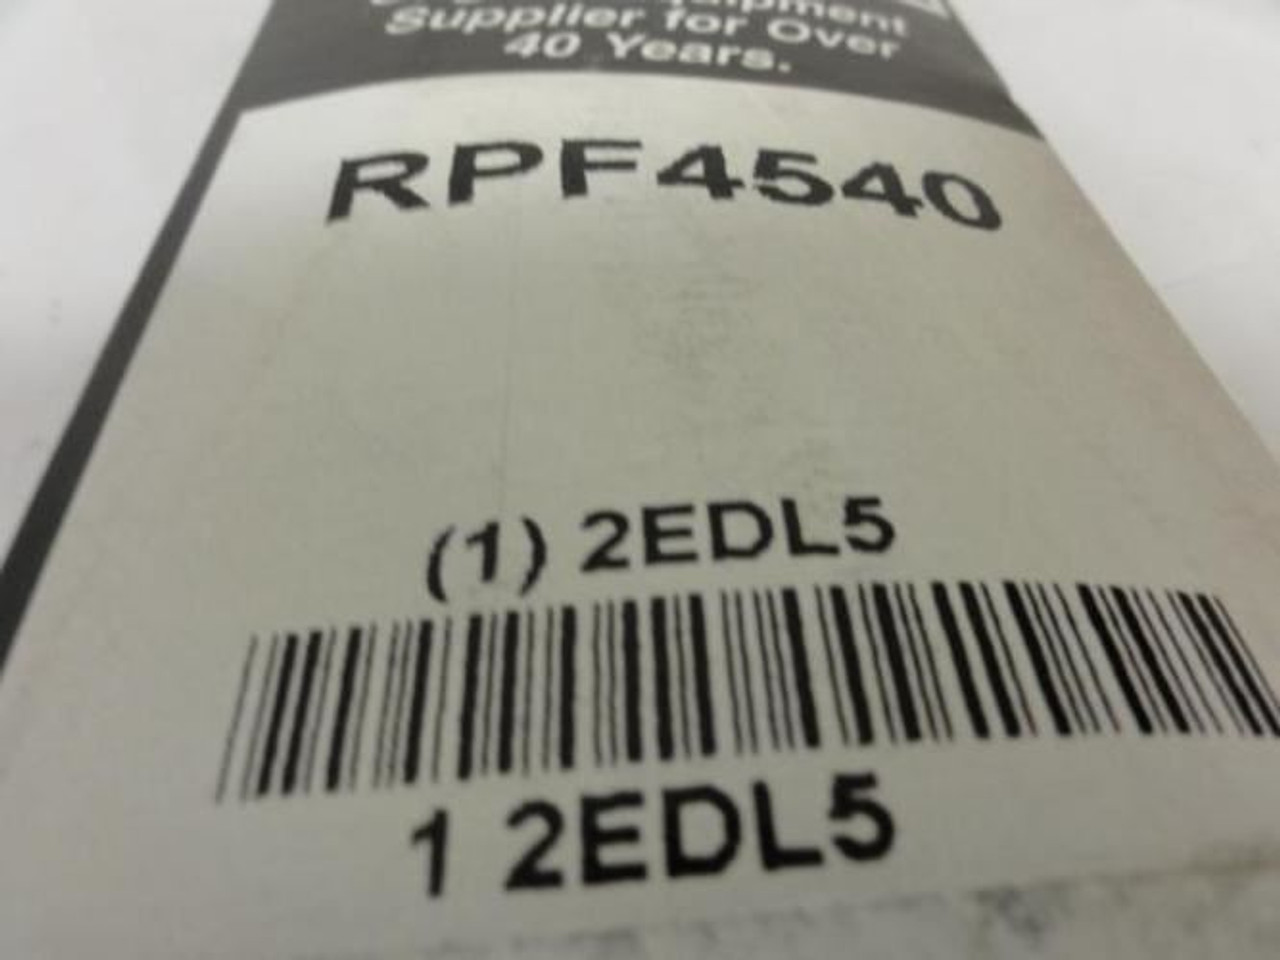 Supplier for Over
40 Years.
RPF4540
(1) 2EDL5
1 2EDL5